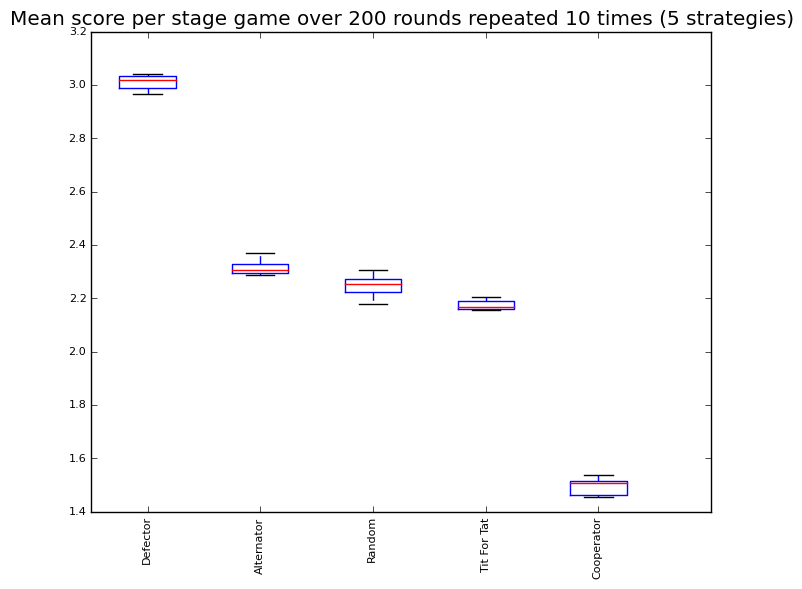 Mean score per stage game over 200 rounds repeated 10 times (5 strategies)
3.2
3.0
2.8
2.6
2.4
2.2
2.0
1.8
1.6
1.4
Defector
Alternator
Random
Tit For Tat
Cooperator